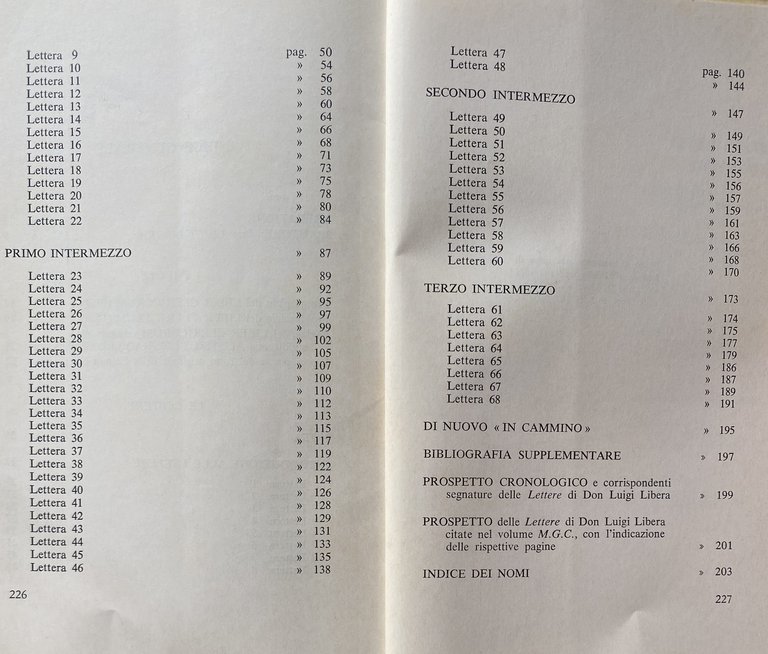 Lettera 9 pag. 50
Lettera 10 » 54
Lettera 11 » 56
Lettera 12 » 58
Lettera 13 » 60
Lettera 14 » 64
Lettera 15 » 66
Lettera 16 » 68
Lettera 17 » 71
Lettera 18 » 73
Lettera 19 » 75
Lettera 20 » 78
Lettera 21 » 80
Lettera 22 » 84
PRIMO INTERMEZZO » 87
Lettera 23 » 89
Lettera 24 » 92
Lettera 25 » 95
Lettera 26 » 97
Lettera 27 » 99
Lettera 28 » 102
Lettera 29 » 105
Lettera 30 » 107
Lettera 31 » 109
Lettera 32 » 110
Lettera 33 » 112
Lettera 34 » 113
Lettera 35 » 115
Lettera 36 » 117
Lettera 37 » 119
Lettera 38 » 122
Lettera 39 » 124
Lettera 40 » 126
Lettera 41 » 128
Lettera 42 » 129
Lettera 43 » 131
Lettera 44 » 133
Lettera 45 » 135
Lettera 46 » 138
226
Lettera 47 pag. 140
Lettera 48 » 144
SECONDO INTERMEZZO » 147
Lettera 49 » 149
Lettera 50 » 151
Lettera 51 » 153
Lettera 52 » 155
Lettera 53 » 156
Lettera 54 » 157
Lettera 55 » 159
Lettera 56 » 161
Lettera 57 » 163
Lettera 58 » 166
Lettera 59 » 168
Lettera 60 » 170
TERZO INTERMEZZO » 173
Lettera 61 » 174
Lettera 62 » 175
Lettera 63 » 177
Lettera 64 » 179
Lettera 65 » 186
Lettera 66 » 187
Lettera 67 » 189
Lettera 68 » 191
DI NUOVO « IN CAMMINO » » 195
BIBLIOGRAFIA SUPPLEMENTARE » 197
PROSPETTO CRONOLOGICO e corrispondenti
segnature delle Lettere di Don Luigi Libera » 199
PROSPETTO delle Lettere di Don Luigi Libera
citate nel volume M.G.C., con l'indicazione
delle rispettive pagine » 201
INDICE DEI NOMI » 203
227